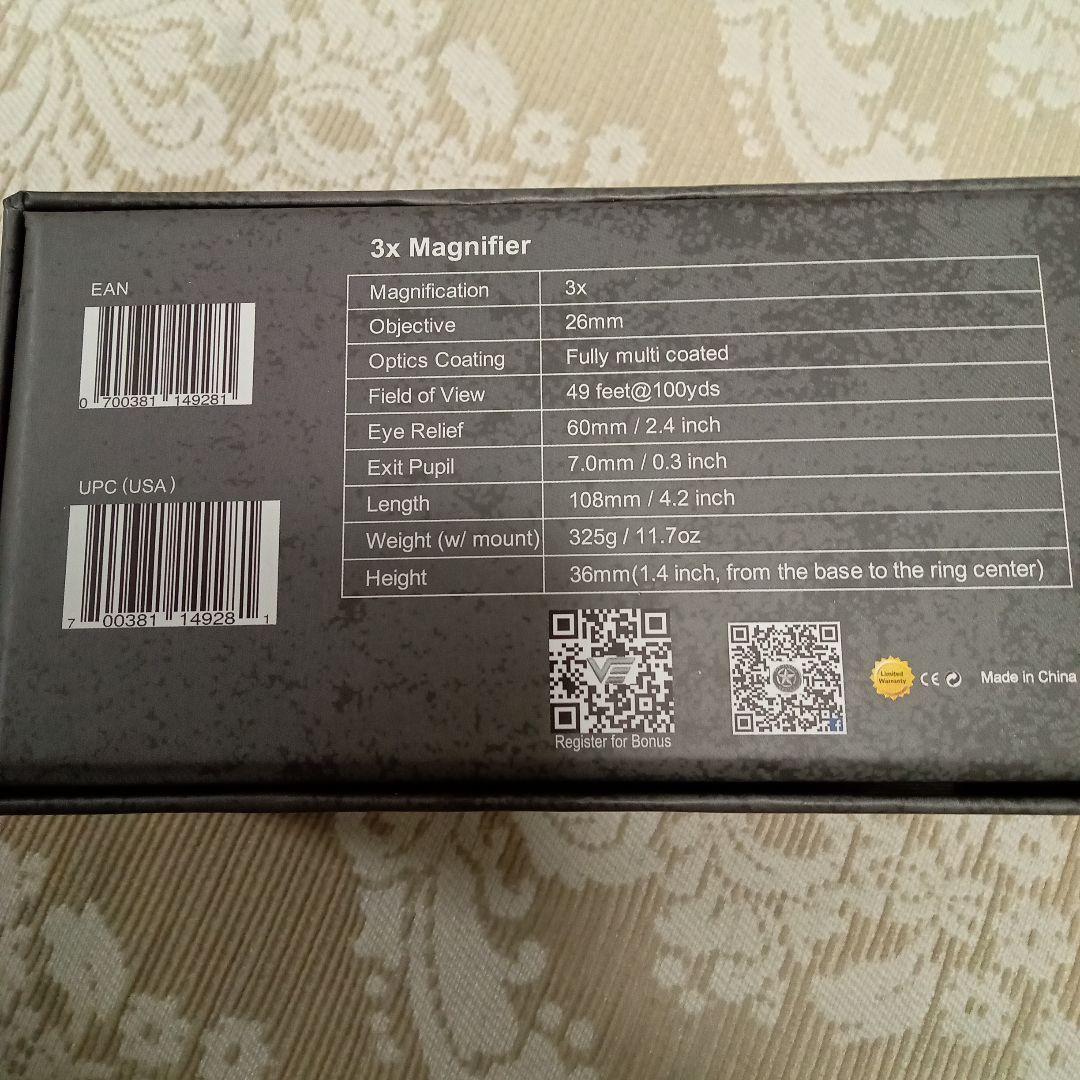 3x Magnifier
EAN
0 700381 149281
UPC (USA)
7 00381 14928 1
Magnification 3x
Objective 26mm
Optics Coating Fully multi coated
Field of View 49 feet@100yds
Eye Relief 60mm / 2.4 inch
Exit Pupil 7.0mm / 0.3 inch
Length 108mm / 4.2 inch
Weight (w/ mount) 325g / 11.7oz
Height 36mm(1.4 inch, from the base to the ring center)
Register for Bonus
Limited
Warranty
CE
Made in China